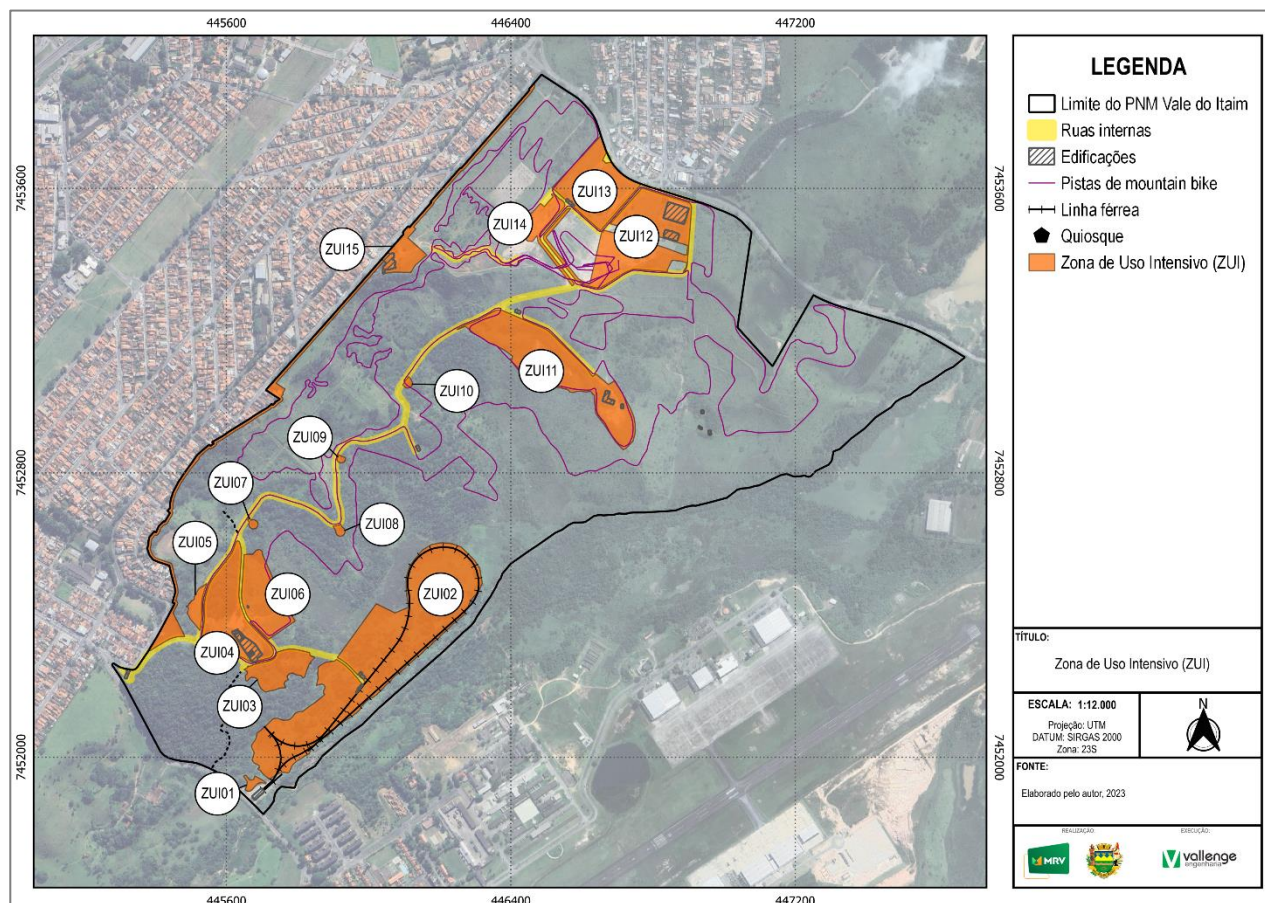 445600
446400
447200
7453600
7452800
7452000
7453600
7452800
7452000
445600
446400
447200
ZUI13
ZUI14
ZUI12
ZUI15
ZUI11
ZUI10
ZUI09
ZUI07
ZUI08
ZUI05
ZUI06
ZUI02
ZUI04
ZUI03
ZUI01
LEGENDA
Limite do PNM Vale do Itaim
Ruas internas
Edificações
Pistas de mountain bike
Linha férrea
Quiosque
Zona de Uso Intensivo (ZUI)
TÍTULO:
Zona de Uso Intensivo (ZUI)
ESCALA: 1:12.000
Projeção: UTM
DATUM: SIRGAS 2000
Zona: 23S
N
FONTE:
Elaborado pelo autor, 2023
REALIZAÇÃO:
EXECUÇÃO:
MRV
vallenge
engenharia